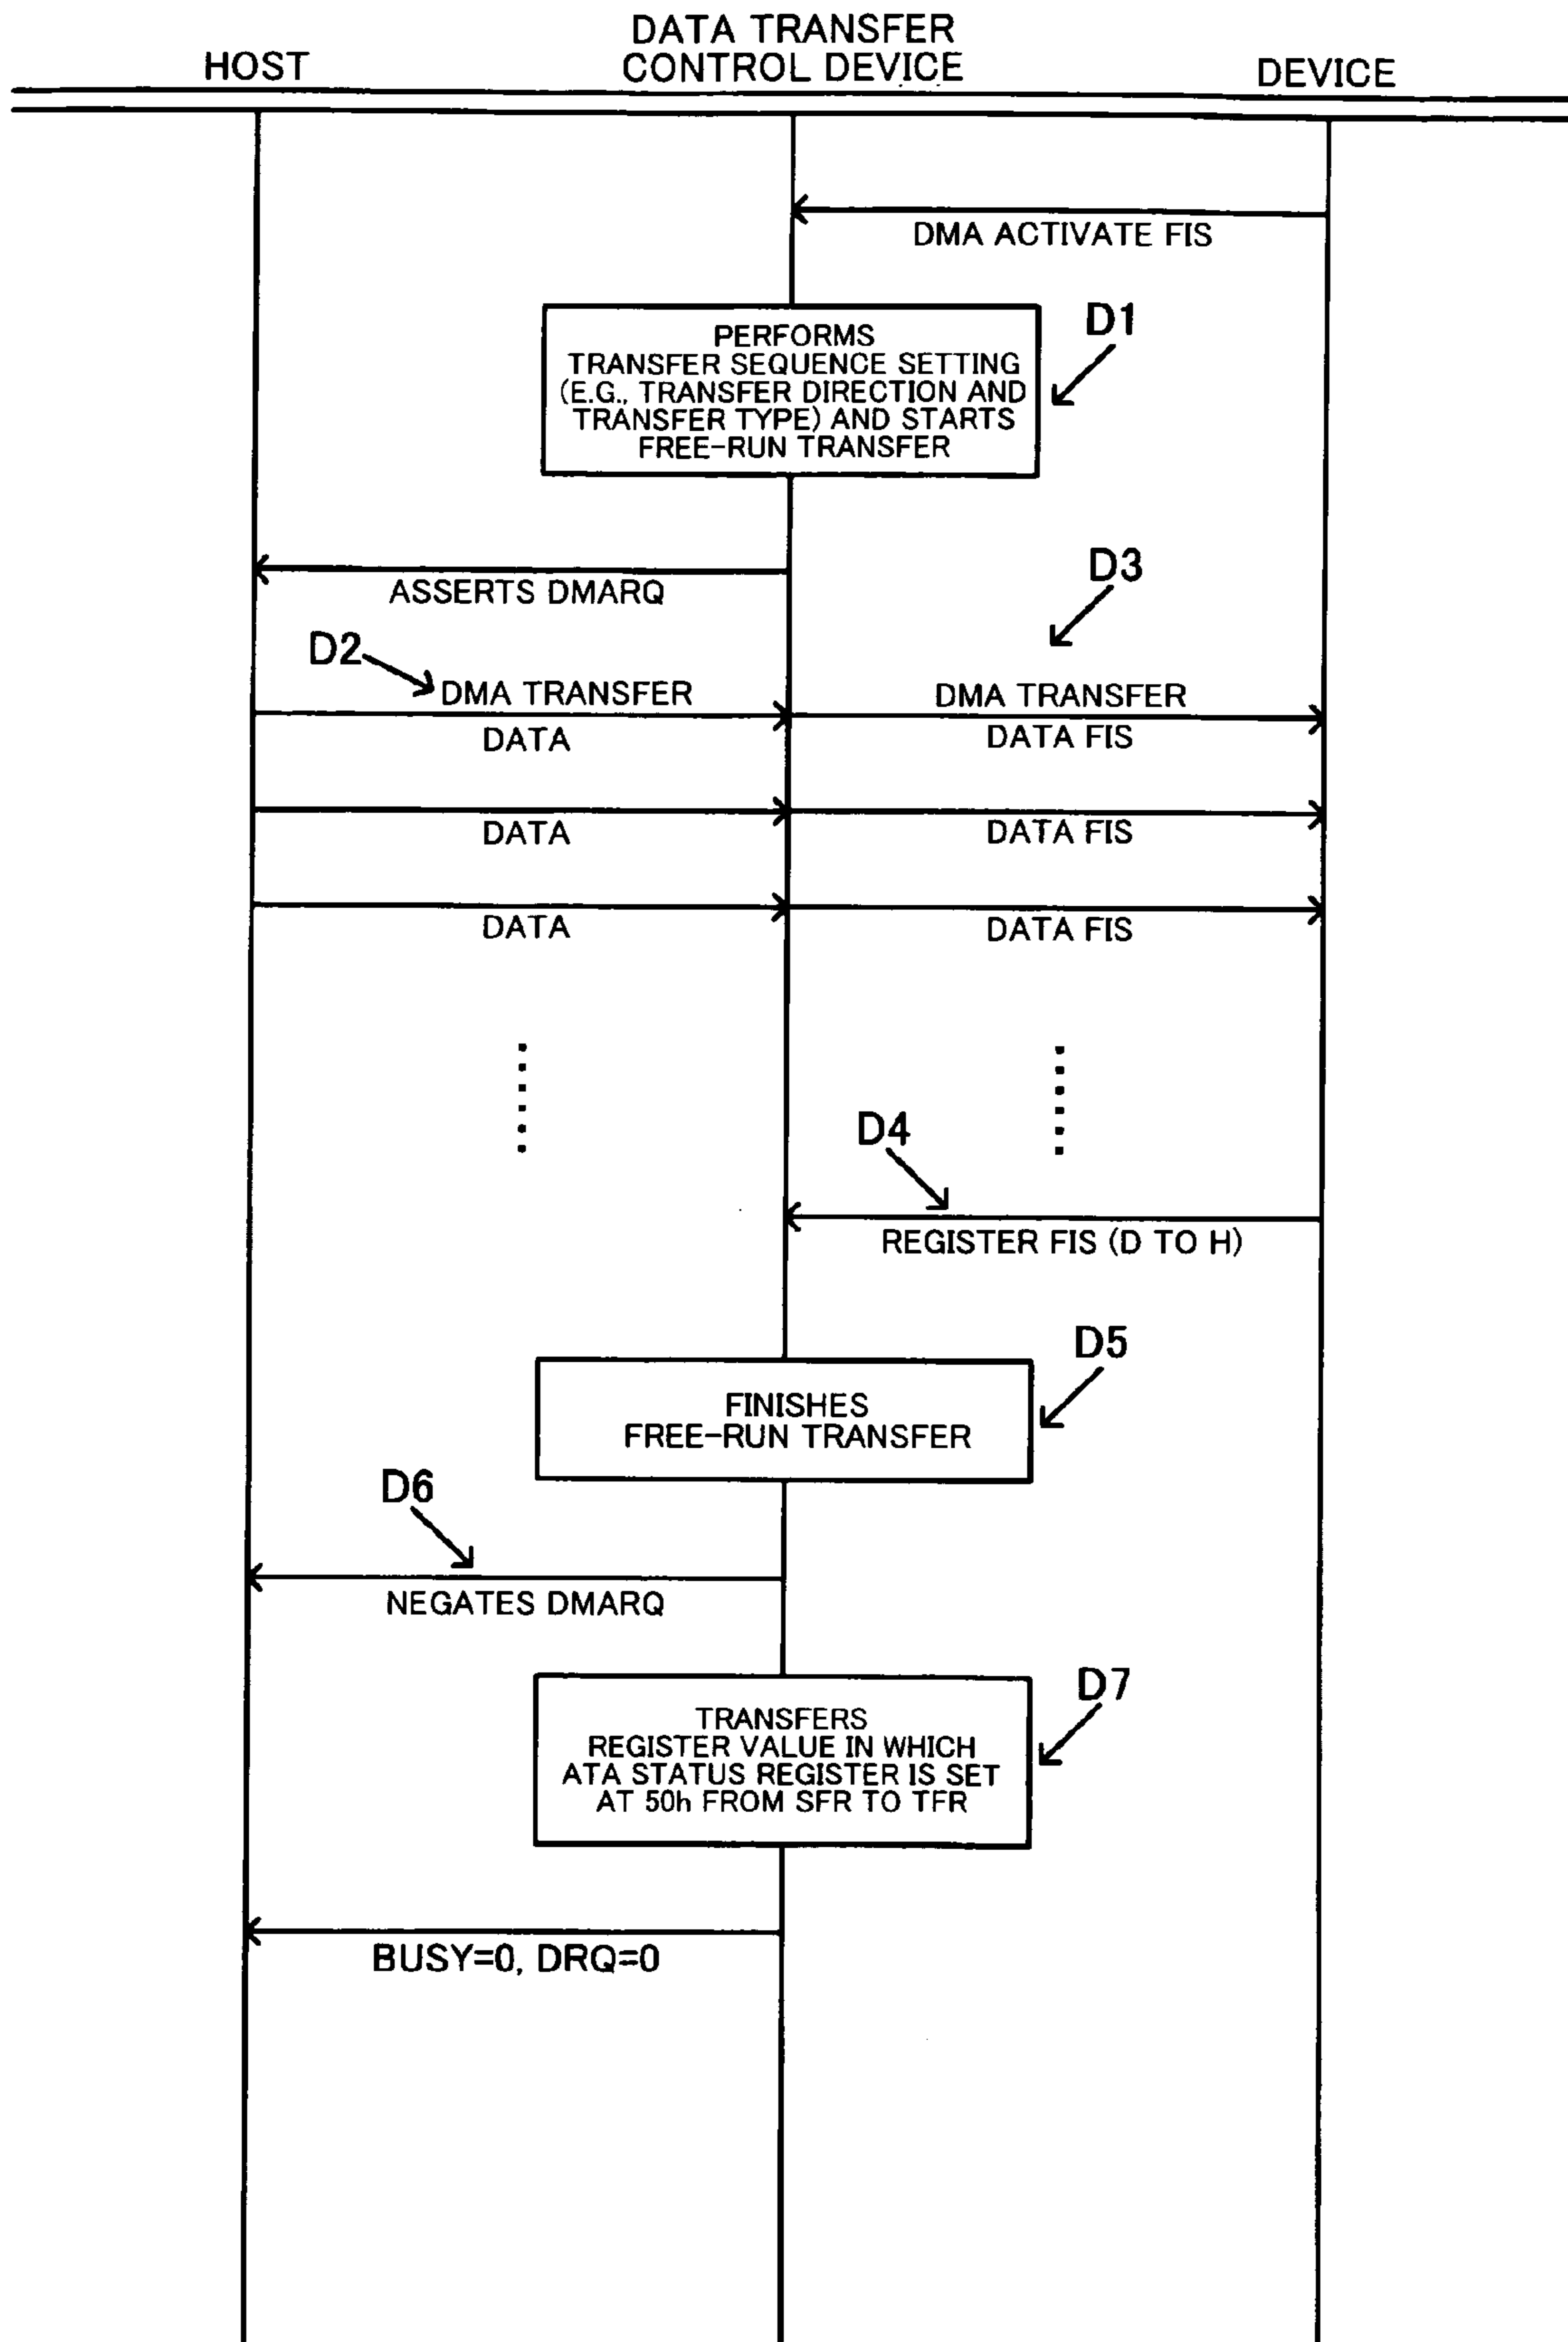 HOST
DATA TRANSFER
CONTROL DEVICE
DEVICE
DMA ACTIVATE FIS
D1
PERFORMS
TRANSFER SEQUENCE SETTING
(E.G., TRANSFER DIRECTION AND
TRANSFER TYPE) AND STARTS
FREE-RUN TRANSFER
ASSERTS DMARQ
D3
D2
DMA TRANSFER
DMA TRANSFER
DATA
DATA FIS
DATA
DATA FIS
DATA
DATA FIS
D4
REGISTER FIS (D TO H)
D5
FINISHES
FREE-RUN TRANSFER
D6
NEGATES DMARQ
D7
TRANSFERS
REGISTER VALUE IN WHICH
ATA STATUS REGISTER IS SET
AT 50h FROM SFR TO TFR
BUSY=0, DRQ=0